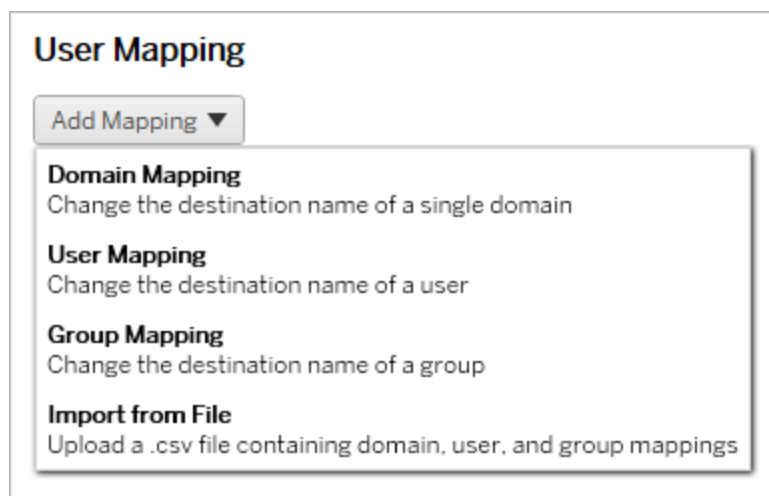 User Mapping
Add Mapping ▼
Domain Mapping
Change the destination name of a single domain
User Mapping
Change the destination name of a user
Group Mapping
Change the destination name of a group
Import from File
Upload a .csv file containing domain, user, and group mappings